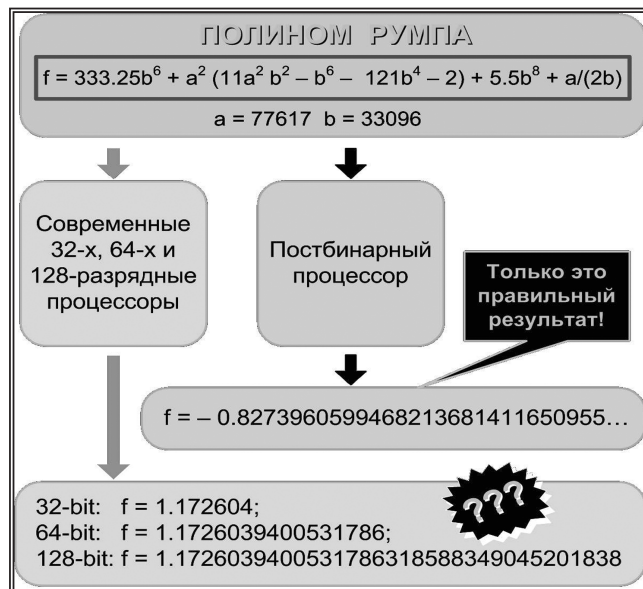 ПОЛИНОМ РУМПА
f = 333.25b⁶ + a² (11a² b² – b⁶ – 121b⁴ – 2) + 5.5b⁸ + a/(2b)
a = 77617 b = 33096
Современные
32-х, 64-х и
128-разрядные
процессоры
Постбинарный
процессор
Только это
правильный
результат!
f = – 0.827396059946821368141165095​5…
32-bit: f = 1.172604;
64-bit: f = 1.1726039400531786;
128-bit: f = 1.1726039400531786318588349045201838
???